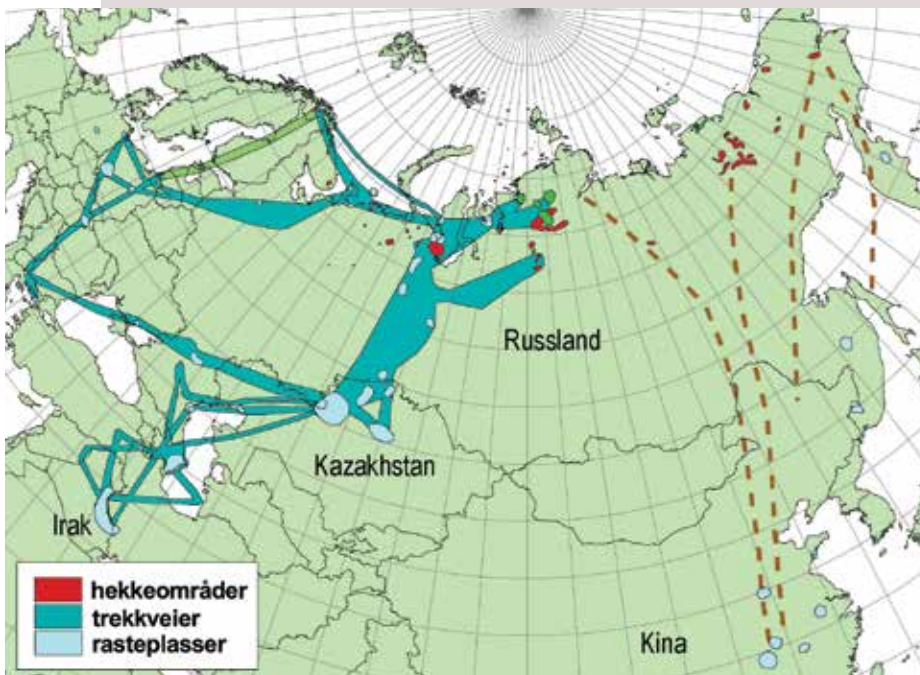 Russland
Kazakhstan
Irak
Kina
hekkeområder
trekkveier
rasteplasser